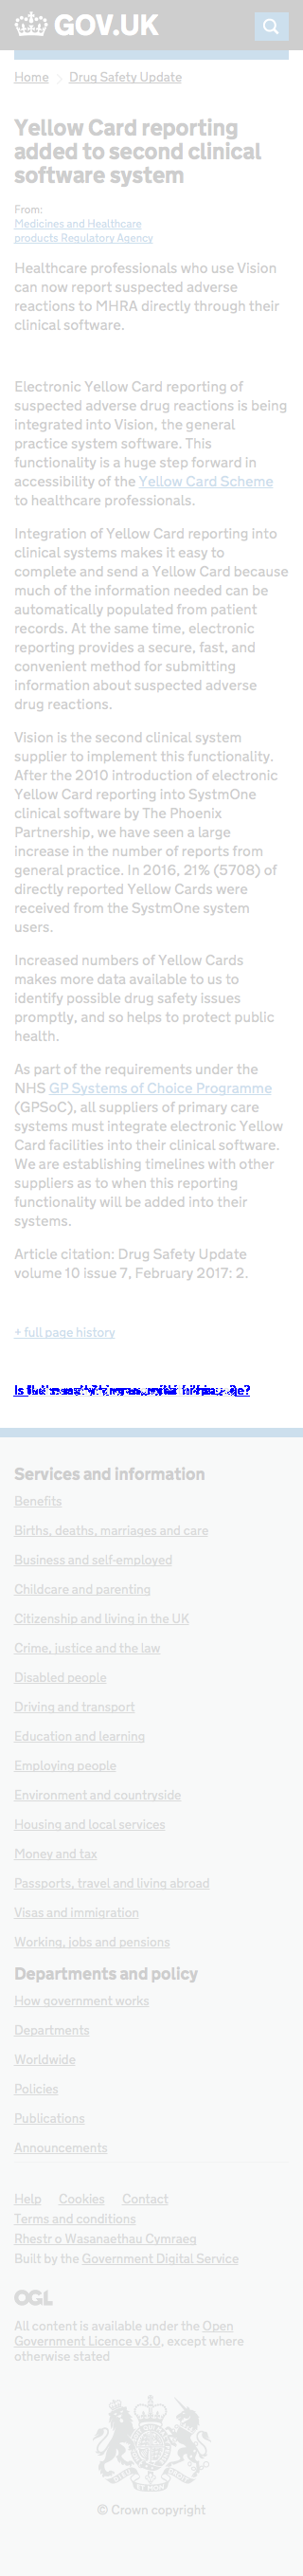 GOV.UK
Home Drug Safety Update
Yellow Card reporting
added to second clinical
software system
From:
Medicines and Healthcare
products Regulatory Agency
Healthcare professionals who use Vision
can now report suspected adverse
reactions to MHRA directly through their
clinical software.
Electronic Yellow Card reporting of
suspected adverse drug reactions is being
integrated into Vision, the general
practice system software. This
functionality is a huge step forward in
accessibility of the Yellow Card Scheme
to healthcare professionals.
Integration of Yellow Card reporting into
clinical systems makes it easy to
complete and send a Yellow Card because
much of the information needed can be
automatically populated from patient
records. At the same time, electronic
reporting provides a secure, fast, and
convenient method for submitting
information about suspected adverse
drug reactions.
Vision is the second clinical system
supplier to implement this functionality.
After the 2010 introduction of electronic
Yellow Card reporting into SystmOne
clinical software by The Phoenix
Partnership, we have seen a large
increase in the number of reports from
general practice. In 2016, 21% (5708) of
directly reported Yellow Cards were
received from the SystmOne system
users.
Increased numbers of Yellow Cards
makes more data available to us to
identify possible drug safety issues
promptly, and so helps to protect public
health.
As part of the requirements under the
NHS GP Systems of Choice Programme
(GPSoC), all suppliers of primary care
systems must integrate electronic Yellow
Card facilities into their clinical software.
We are establishing timelines with other
suppliers as to when this reporting
functionality will be added into their
systems.
Article citation: Drug Safety Update
volume 10 issue 7, February 2017: 2.
+ full page history
Is
Services and information
Benefits
Births, deaths, marriages and care
Business and self-employed
Childcare and parenting
Citizenship and living in the UK
Crime, justice and the law
Disabled people
Driving and transport
Education and learning
Employing people
Environment and countryside
Housing and local services
Money and tax
Passports, travel and living abroad
Visas and immigration
Working, jobs and pensions
Departments and policy
How government works
Departments
Worldwide
Policies
Publications
Announcements
Help Cookies Contact
Terms and conditions
Rhestr o Wasanaethau Cymraeg
Built by the Government Digital Service
OGL
All content is available under the Open
Government Licence v3.0, except where
otherwise stated
© Crown copyright